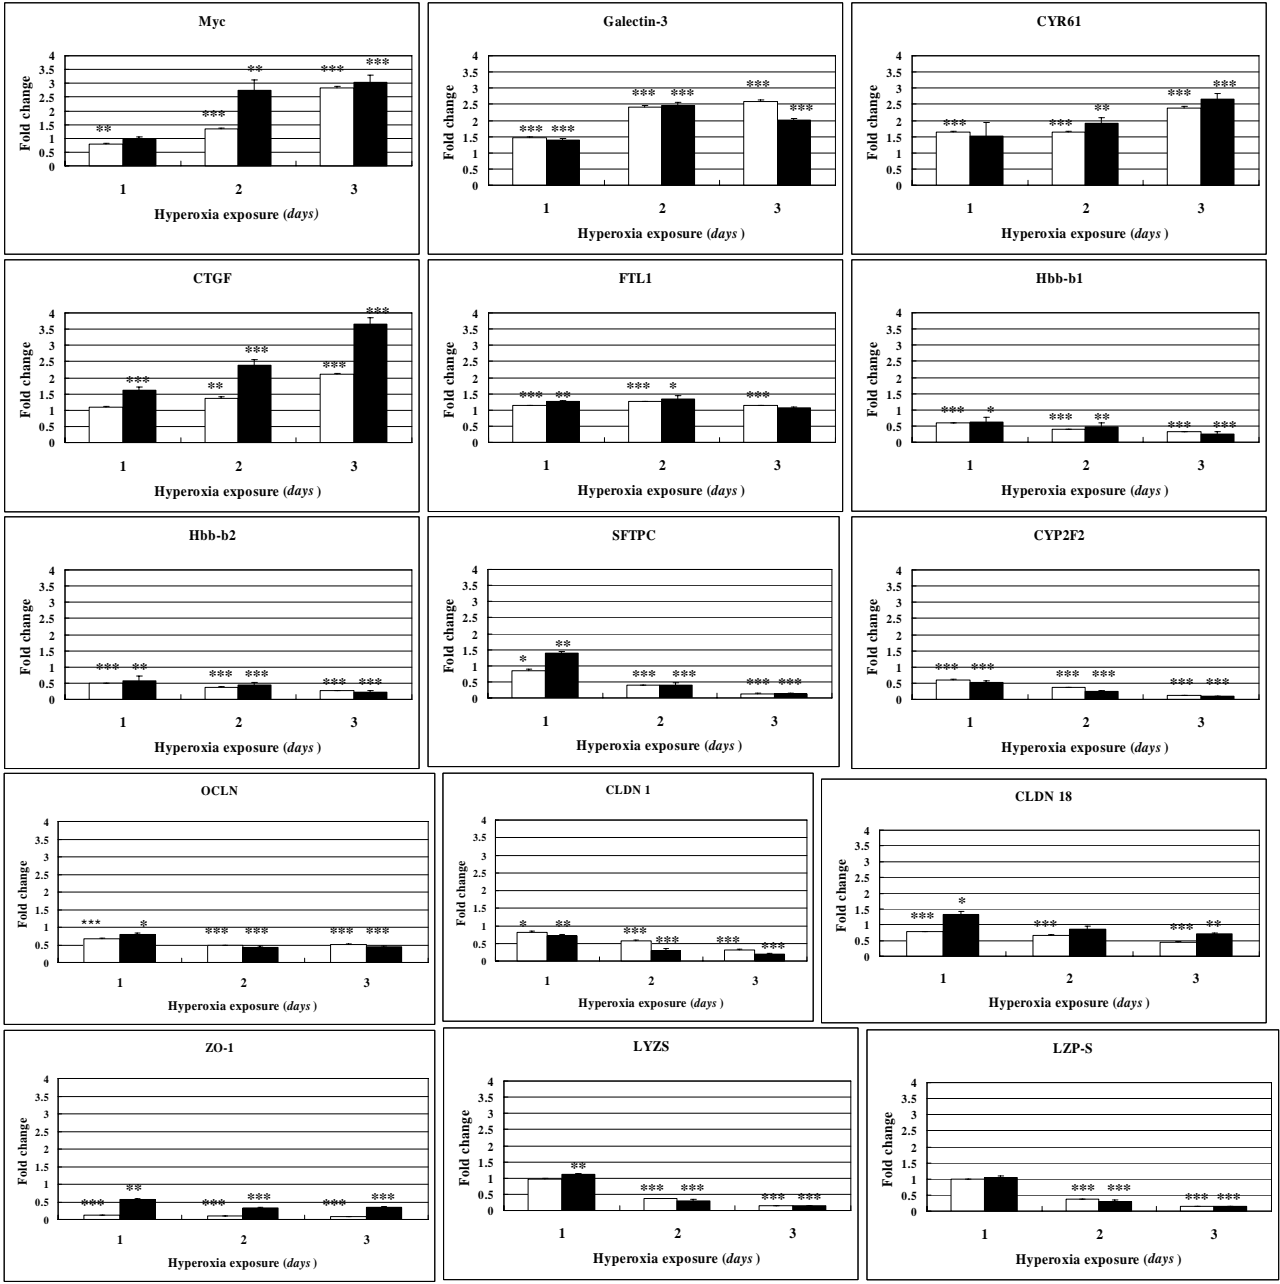 Myc
Fold change
4
3.5
3
2.5
2
1.5
1
0.5
0
** *** ** *** ***
1 2 3
Hyperoxia exposure (days)
Galectin-3
Fold change
4
3.5
3
2.5
2
1.5
1
0.5
0
*** *** *** *** *** ***
1 2 3
Hyperoxia exposure (days )
CYR61
Fold change
4
3.5
3
2.5
2
1.5
1
0.5
0
*** *** ** *** ***
1 2 3
Hyperoxia exposure (days )
CTGF
Fold change
4
3.5
3
2.5
2
1.5
1
0.5
0
*** ** *** *** ***
1 2 3
Hyperoxia exposure (days )
FTL1
Fold change
4
3.5
3
2.5
2
1.5
1
0.5
0
*** ** *** * ***
1 2 3
Hyperoxia exposure (days )
Hbb-b1
Fold change
4
3.5
3
2.5
2
1.5
1
0.5
0
*** * *** ** *** ***
1 2 3
Hyperoxia exposure (days )
Hbb-b2
Fold change
4
3.5
3
2.5
2
1.5
1
0.5
0
*** ** *** *** *** ***
1 2 3
Hyperoxia exposure (days )
SFTPC
Fold change
4
3.5
3
2.5
2
1.5
1
0.5
0
* ** *** *** *** ***
1 2 3
Hyperoxia exposure (days )
CYP2F2
Fold change
4
3.5
3
2.5
2
1.5
1
0.5
0
*** *** *** *** *** ***
1 2 3
Hyperoxia exposure (days )
OCLN
Fold change
4
3.5
3
2.5
2
1.5
1
0.5
0
*** * *** *** *** ***
1 2 3
Hyperoxia exposure (days )
CLDN 1
Fold change
4
3.5
3
2.5
2
1.5
1
0.5
0
* ** *** *** *** ***
1 2 3
Hyperoxia exposure (days )
CLDN 18
Fold change
4
3.5
3
2.5
2
1.5
1
0.5
0
*** * *** *** **
1 2 3
Hyperoxia exposure (days )
ZO-1
Fold change
4
3.5
3
2.5
2
1.5
1
0.5
0
*** ** *** *** *** ***
1 2 3
Hyperoxia exposure (days )
LYZS
Fold change
4
3.5
3
2.5
2
1.5
1
0.5
0
** *** *** *** ***
1 2 3
Hyperoxia exposure (days )
LZP-S
Fold change
4
3.5
3
2.5
2
1.5
1
0.5
0
*** *** *** ***
1 2 3
Hyperoxia exposure (days )